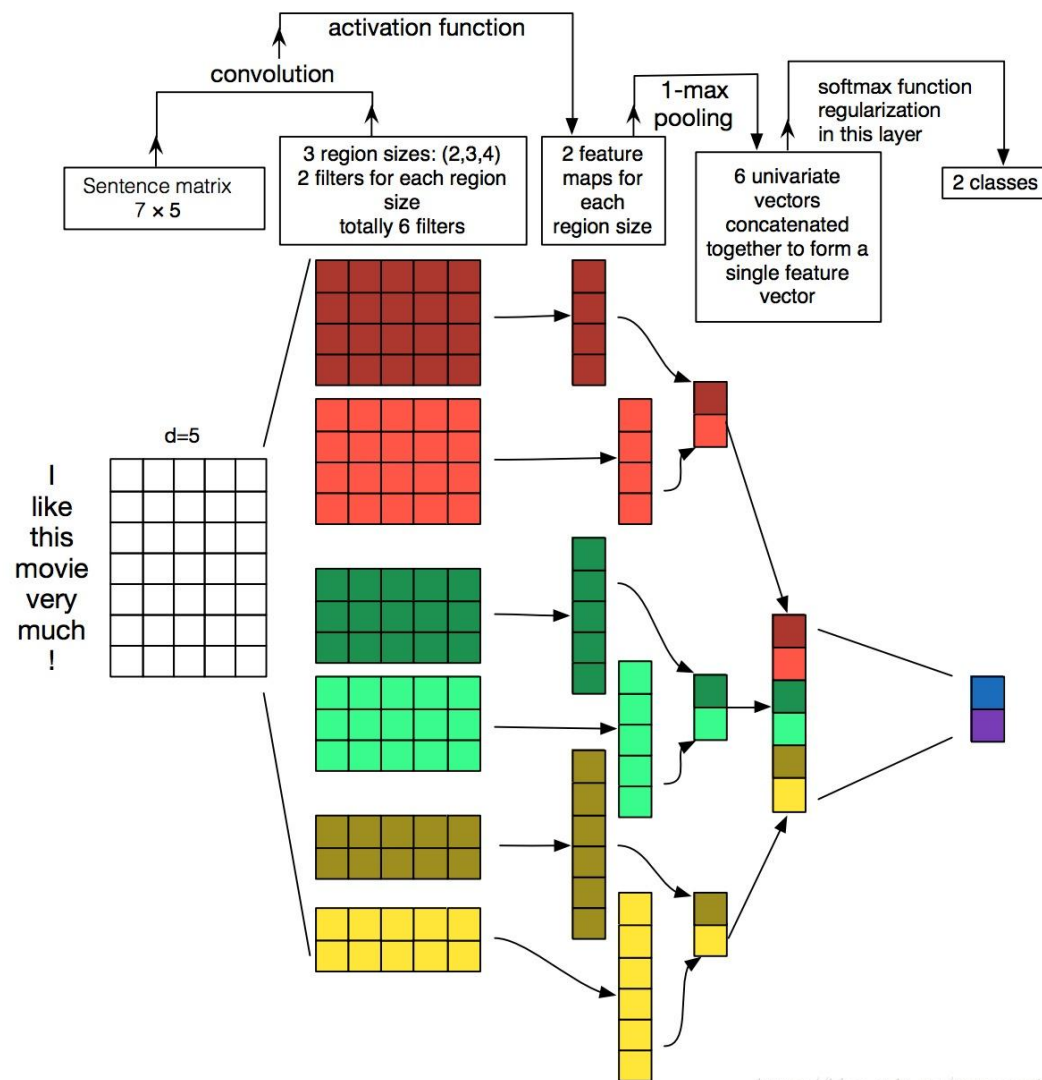 activation function
convolution
1-max
pooling
softmax function
regularization
in this layer
Sentence matrix
7 × 5
3 region sizes: (2,3,4)
2 filters for each region
size
totally 6 filters
2 feature
maps for
each
region size
6 univariate
vectors
concatenated
together to form a
single feature
vector
2 classes
d=5
I
like
this
movie
very
much
!